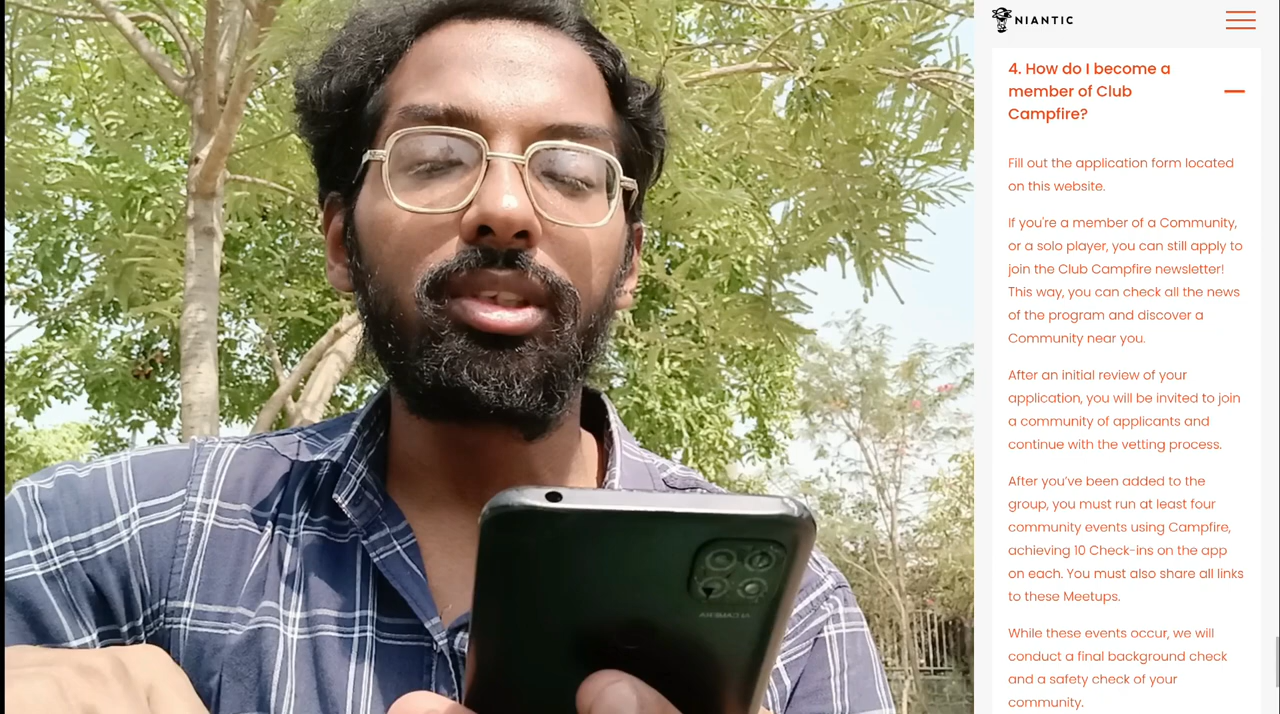 NIANTIC
4. How do I become a
member of Club
Campfire?
Fill out the application form located
on this website.
If you're a member of a Community,
or a solo player, you can still apply to
join the Club Campfire newsletter!
This way, you can check all the news
of the program and discover a
Community near you.
After an initial review of your
application, you will be invited to join
a community of applicants and
continue with the vetting process.
After you've been added to the
group, you must run at least four
community events using Campfire,
achieving 10 Check-ins on the app
on each. You must also share all links
to these Meetups.
While these events occur, we will
conduct a final background check
and a safety check of your
community.